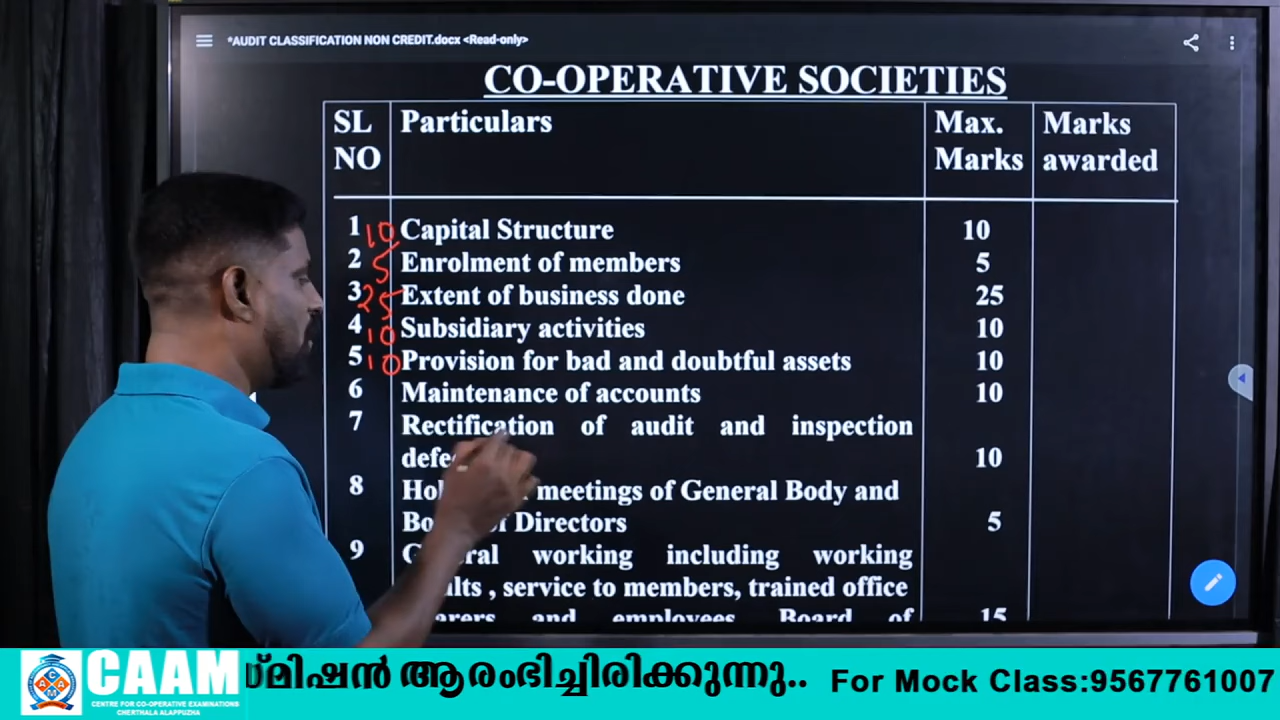 *AUDIT CLASSIFICATION NON CREDIT.docx <Read-only>
CO-OPERATIVE SOCIETIES
SL NO Particulars Max. Marks Marks awarded
1 10 Capital Structure 10
2 5 Enrolment of members 5
3 25 Extent of business done 25
4 10 Subsidiary activities 10
5 10 Provision for bad and doubtful assets 10
6 Maintenance of accounts 10
7 Rectification of audit and inspection
10
8 meetings of General Body and
Directors 5
9 working including working
, service to members, trained office
and employees Board of 15
CAAM
CENTRE FOR CO-OPERATIVE EXAMINATIONS
CHERTHALA ALAPPUZHA
ആരംഭിച്ചിരിക്കുന്നു..
For Mock Class:9567761007